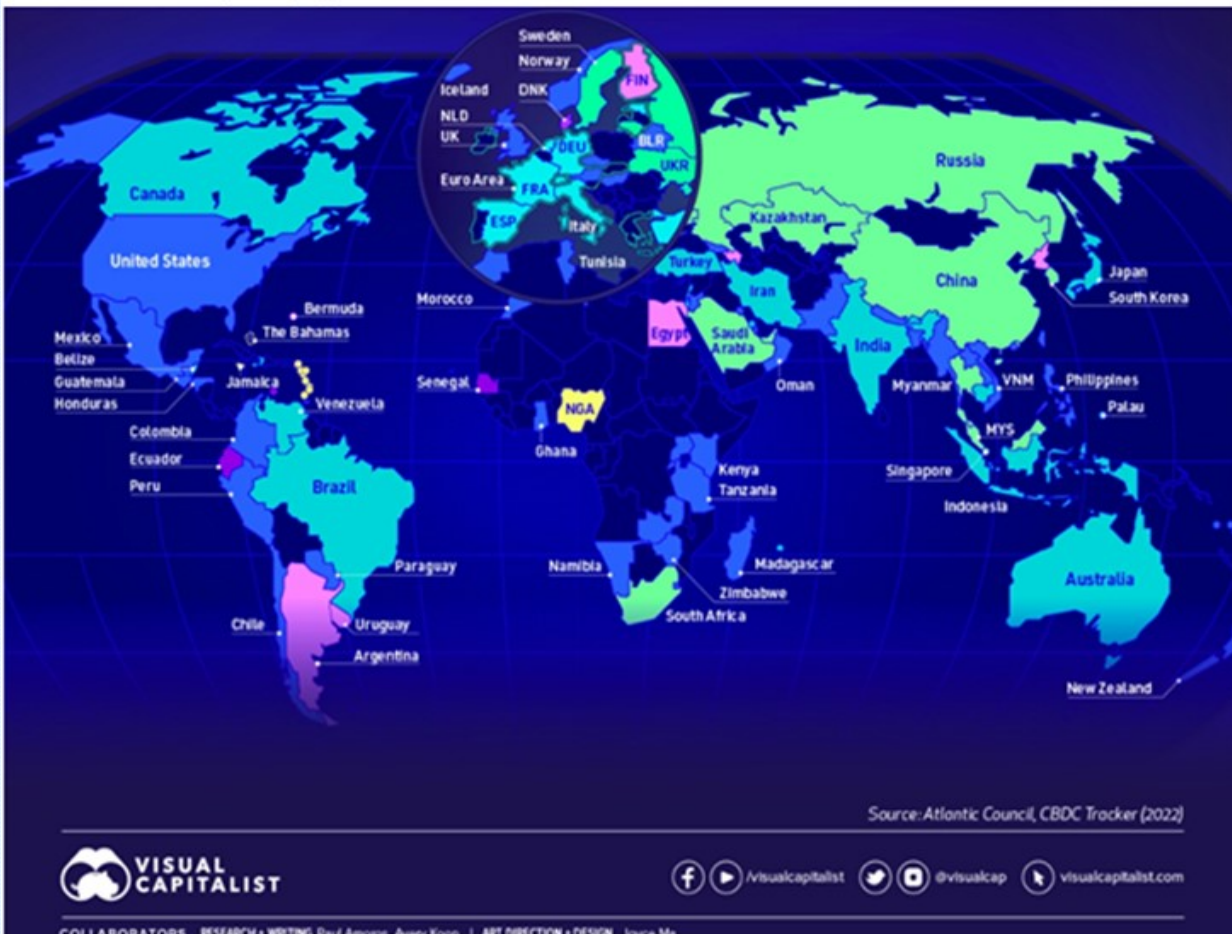 Sweden
Norway
Iceland
DNK
FIN
NLD
UK
DEU
BLR
UKR
Euro Area
FRA
ESP
Italy
Tunisia
Canada
United States
Russia
Kazakhstan
China
Turkey
Iran
Japan
South Korea
Morocco
Bermuda
The Bahamas
Mexico
Belize
Guatemala
Jamaica
Honduras
Venezuela
Egypt
Saudi
Arabia
India
Oman
Myanmar
VNM
Philippines
Palau
Senegal
NGA
Ghana
MYS
Singapore
Indonesia
Colombia
Ecuador
Peru
Brazil
Kenya
Tanzania
Paraguay
Namibia
Madagascar
Zimbabwe
South Africa
Australia
Chile
Uruguay
Argentina
New Zealand
Source: Atlantic Council, CBDC Tracker (2022)
VISUAL
CAPITALIST
/visualcapitalist @visualcap visualcapitalist.com
COLLABORATORS RESEARCH + WRITING | ART DIRECTION + DESIGN